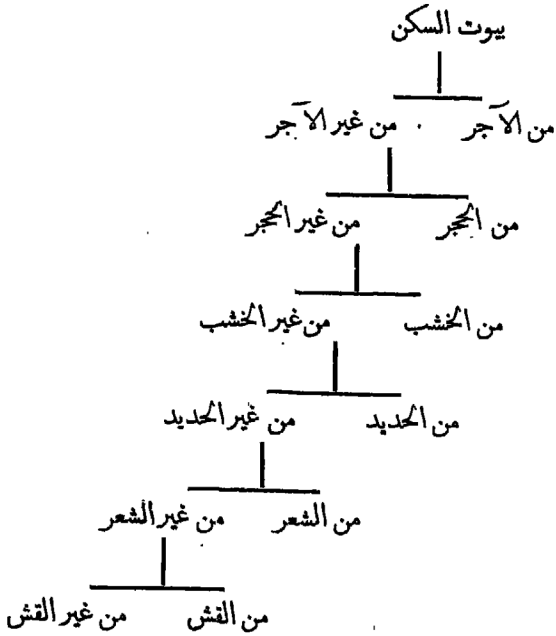 بيوت السكن
من الآجر من غير الآجر
من الحجر من غير الحجر
من الخشب من غير الخشب
من الحديد من غير الحديد
من الشعر من غير الشعر
من القش من غير القش